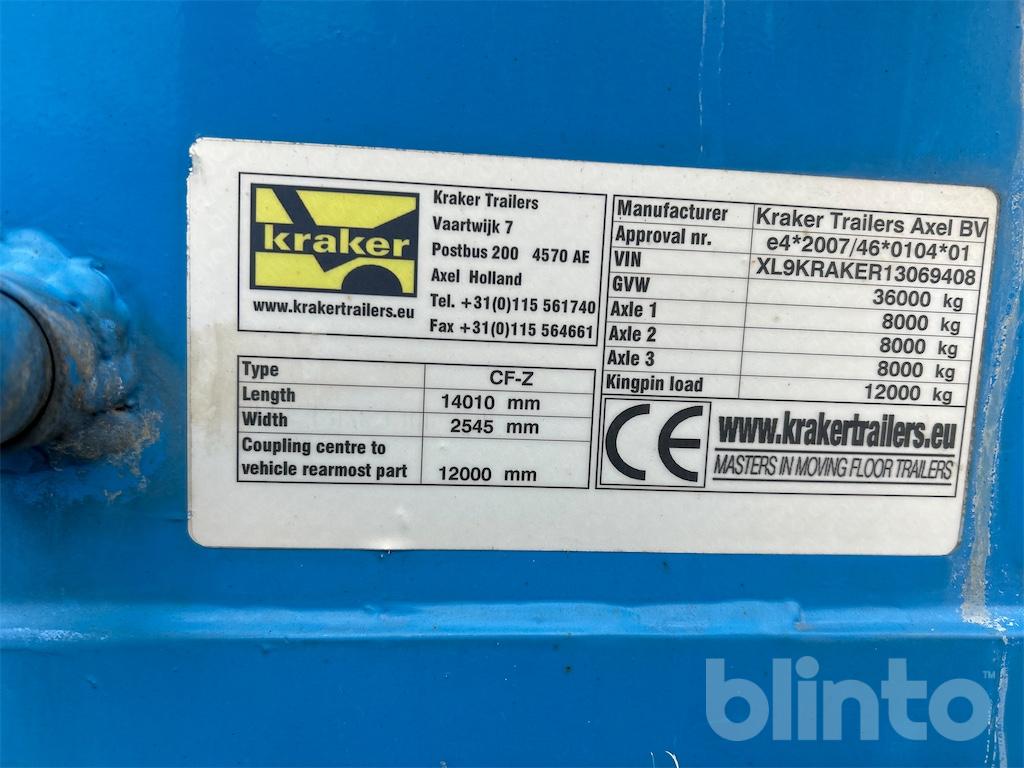 kraker
www.krakertrailers.eu
Kraker Trailers
Vaartwijk 7
Postbus 200 4570 AE
Axel Holland
Tel. +31(0)115 561740
Fax +31(0)115 564661
Type CF-Z
Length 14010 mm
Width 2545 mm
Coupling centre to
vehicle rearmost part 12000 mm
Manufacturer Kraker Trailers Axel BV
Approval nr. e4*2007/46*0104*01
VIN XL9KRAKER13069408
GVW 36000 kg
Axle 1 8000 kg
Axle 2 8000 kg
Axle 3 8000 kg
Kingpin load 12000 kg
CE
www.krakertrailers.eu
MASTERS IN MOVING FLOOR TRAILERS
blinto™